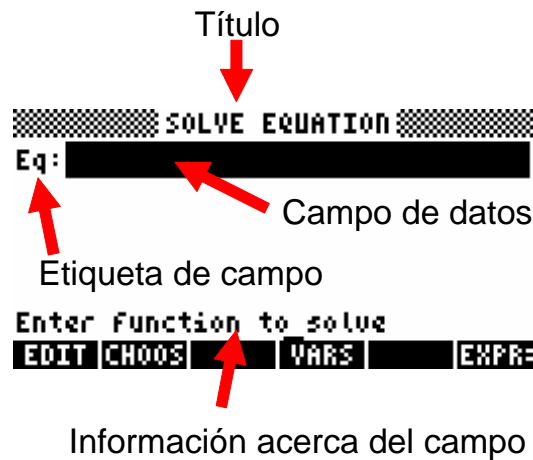 Título
SOLVE EQUATION
Eq:
Campo de datos
Etiqueta de campo
Enter function to solve
EDIT CHOOS VARS EXPR=
Información acerca del campo